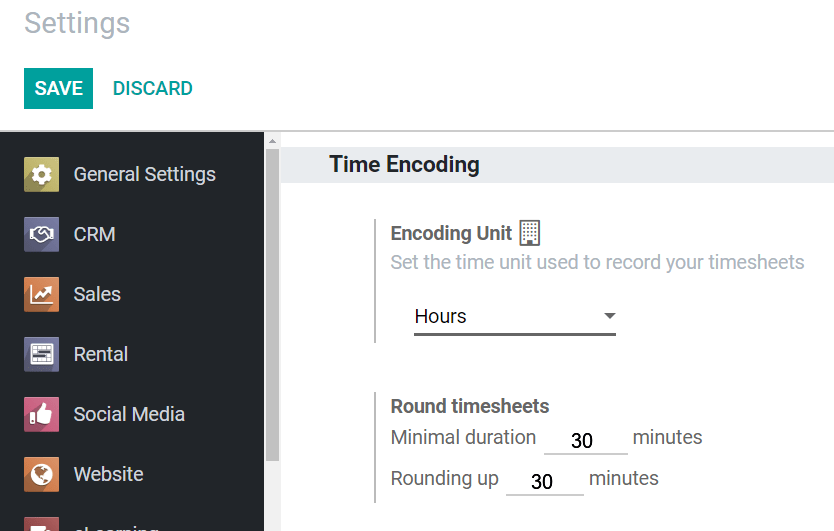 Settings
SAVE DISCARD
General Settings
CRM
Sales
Rental
Social Media
Website
eLearning
Time Encoding
Encoding Unit
Set the time unit used to record your timesheets
Hours
Round timesheets
Minimal duration 30 minutes
Rounding up 30 minutes